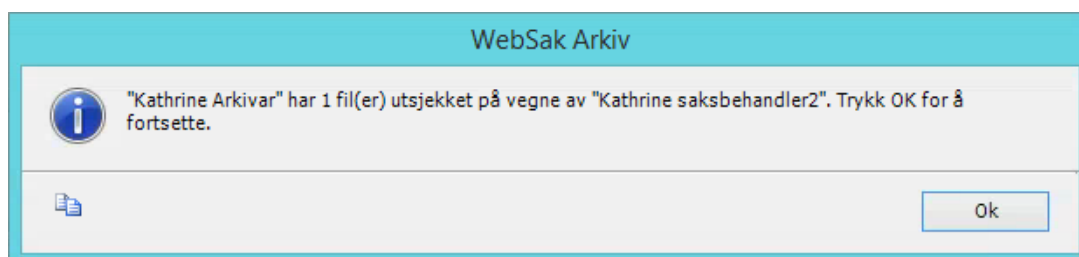 WebSak Arkiv
"Kathrine Arkivar" har 1 fil(er) utsjekket på vegne av "Kathrine saksbehandler2". Trykk OK for å
fortsette.
Ok